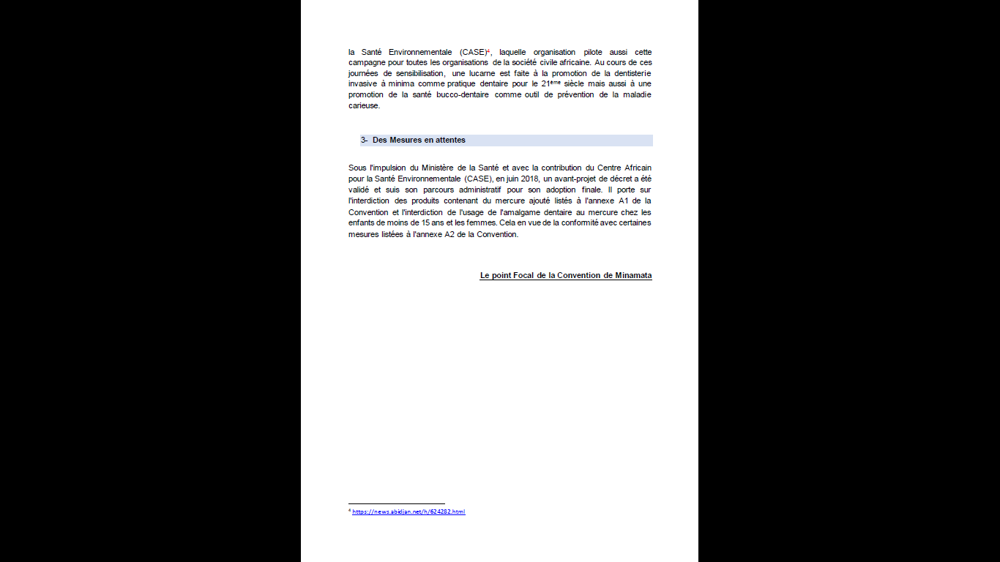 la Santé Environnementale (CASE)⁴, laquelle organisation pilote aussi cette
campagne pour toutes les organisations de la société civile africaine. Au cours de ces
journées de sensibilisation, une lucarne est faite à la promotion de la dentisterie
invasive à minima comme pratique dentaire pour le 21ème siècle mais aussi à une
promotion de la santé bucco-dentaire comme outil de prévention de la maladie
carieuse.
3- Des Mesures en attentes
Sous l'impulsion du Ministère de la Santé et avec la contribution du Centre Africain
pour la Santé Environnementale (CASE), en juin 2018, un avant-projet de décret a été
validé et suis son parcours administratif pour son adoption finale. Il porte sur
l'interdiction des produits contenant du mercure ajouté listés à l'annexe A1 de la
Convention et l'interdiction de l'usage de l'amalgame dentaire au mercure chez les
enfants de moins de 15 ans et les femmes. Cela en vue de la conformité avec certaines
mesures listées à l'annexe A2 de la Convention.
Le point Focal de la Convention de Minamata
⁴ https://news.abidjan.net/h/624282.html